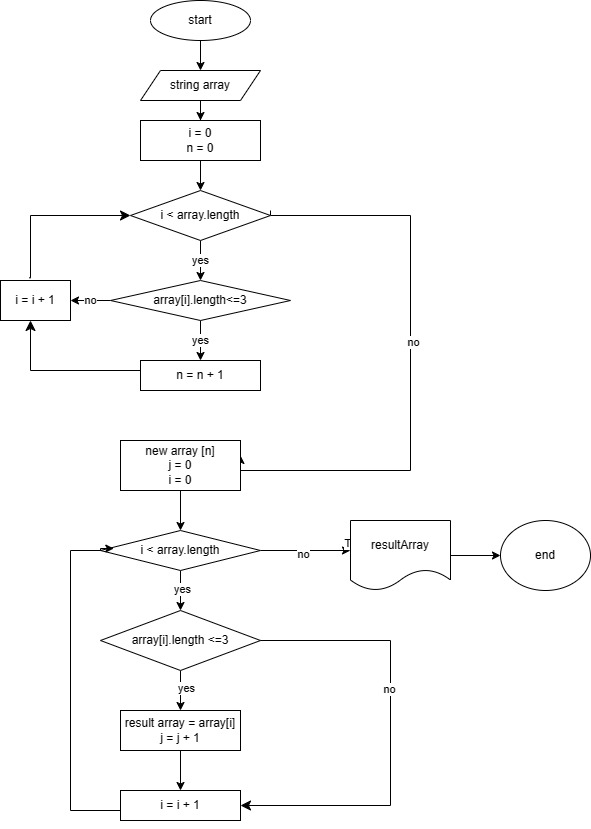 start
string array
i = 0
n = 0
i < array.length
yes
array[i].length<=3
no
i = i + 1
yes
n = n + 1
no
new array [n]
j = 0
i = 0
i < array.length
no
T
resultArray
end
yes
array[i].length <=3
no
yes
result array = array[i]
j = j + 1
i = i + 1